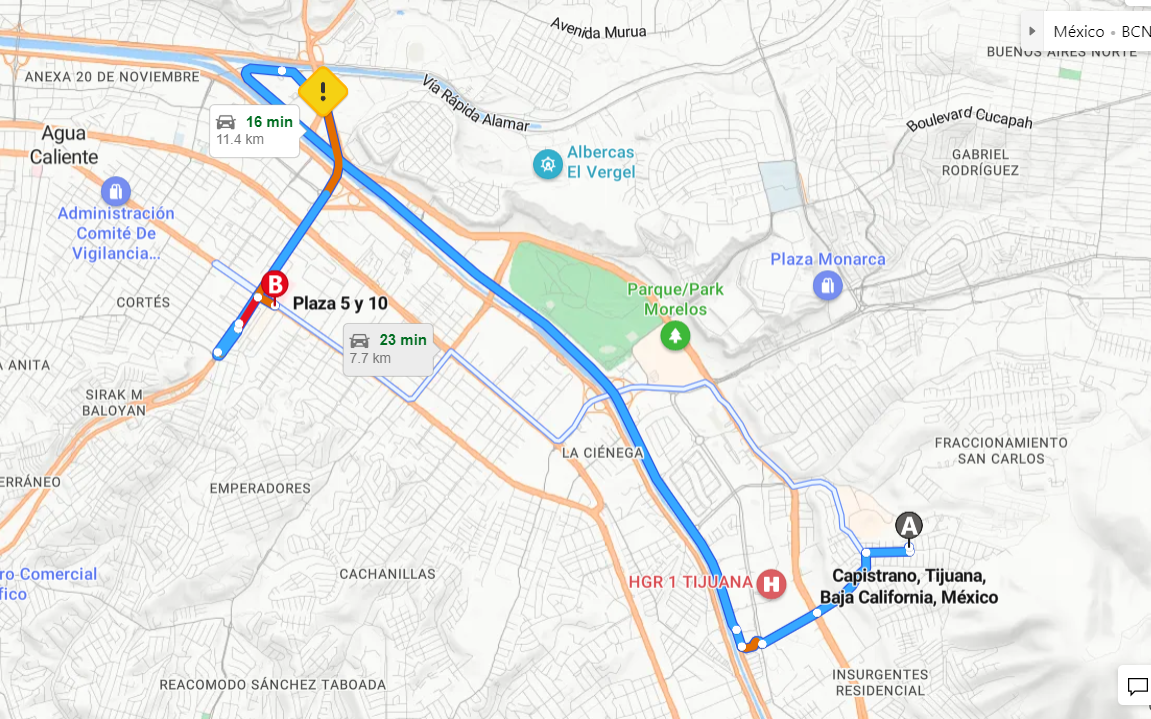 Avenida Murua
México • BCN
BUENOS AIRES NORTE
ANEXA 20 DE NOVIEMBRE
Vía Rápida Alamar
!
16 min
11.4 km
Boulevard Cucapah
Agua
Caliente
Albercas
El Vergel
GABRIEL
RODRÍGUEZ
Administración
Comité De
Vigilancia...
Plaza Monarca
B
Plaza 5 y 10
CORTÉS
Parque/Park
Morelos
23 min
7.7 km
A ANITA
SIRAK M
BALOYAN
LA CIÉNEGA
FRACCIONAMIENTO
SAN CARLOS
ERRÁNEO
EMPERADORES
A
ro Comercial
fico
CACHANILLAS
HGR 1 TIJUANA
H
Capistrano, Tijuana,
Baja California, México
REACOMODO SÁNCHEZ TABOADA
INSURGENTES
RESIDENCIAL